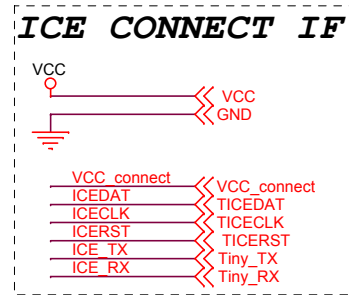 ICE CONNECT IF
VCC
VCC
GND
VCC_connect VCC_connect
ICEDAT TICEDAT
ICECLK TICECLK
ICERST TICERST
ICE_TX Tiny_TX
ICE_RX Tiny_RX